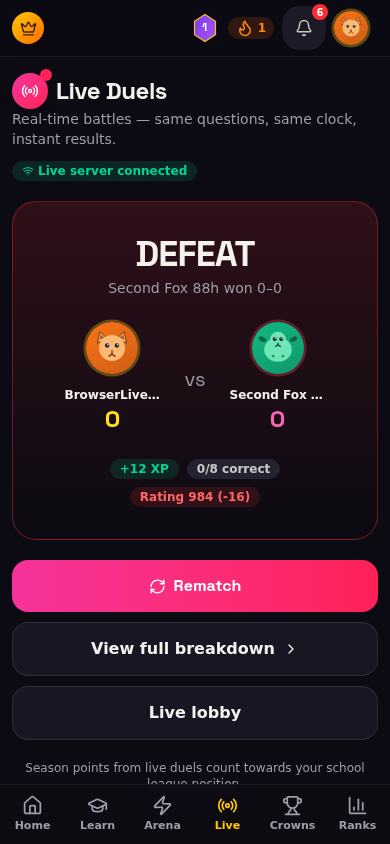 1
1
6
Live Duels
Real-time battles — same questions, same clock,
instant results.
Live server connected
DEFEAT
Second Fox 88h won 0–0
BrowserLive...
VS
Second Fox ...
0
0
+12 XP
0/8 correct
Rating 984 (-16)
Rematch
View full breakdown
Live lobby
Season points from live duels count towards your school
league position
Home
Learn
Arena
Live
Crowns
Ranks